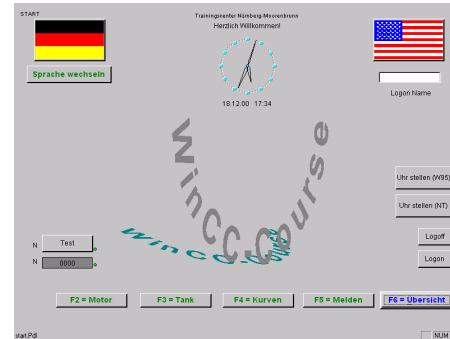 START
Trainingscenter Nürnberg-Moorenbrunn
Herzlich Willkommen!
Sprache wechseln
Logon Name
18.12.00 17:34
WinCC-Course
WinCC-Course
Uhr stellen (W95)
Uhr stellen (NT)
N Test
Logoff
N 0000
Logon
F2 = Motor
F3 = Tank
F4 = Kurven
F5 = Melden
F6 = Übersicht
start.Pdl
NUM